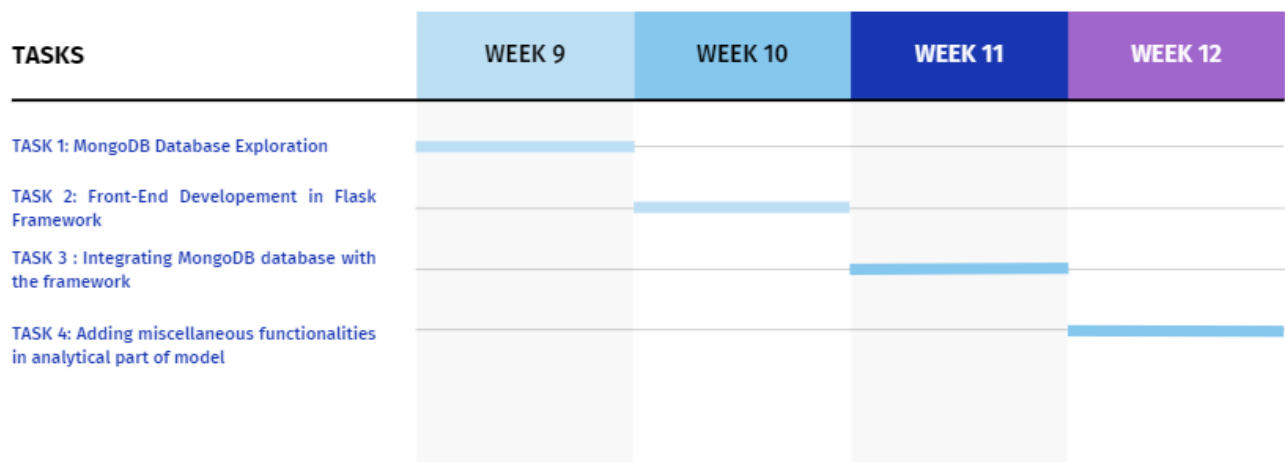 TASKS
WEEK 9
WEEK 10
WEEK 11
WEEK 12
TASK 1: MongoDB Database Exploration
TASK 2: Front-End Developement in Flask
Framework
TASK 3 : Integrating MongoDB database with
the framework
TASK 4: Adding miscellaneous functionalities
in analytical part of model